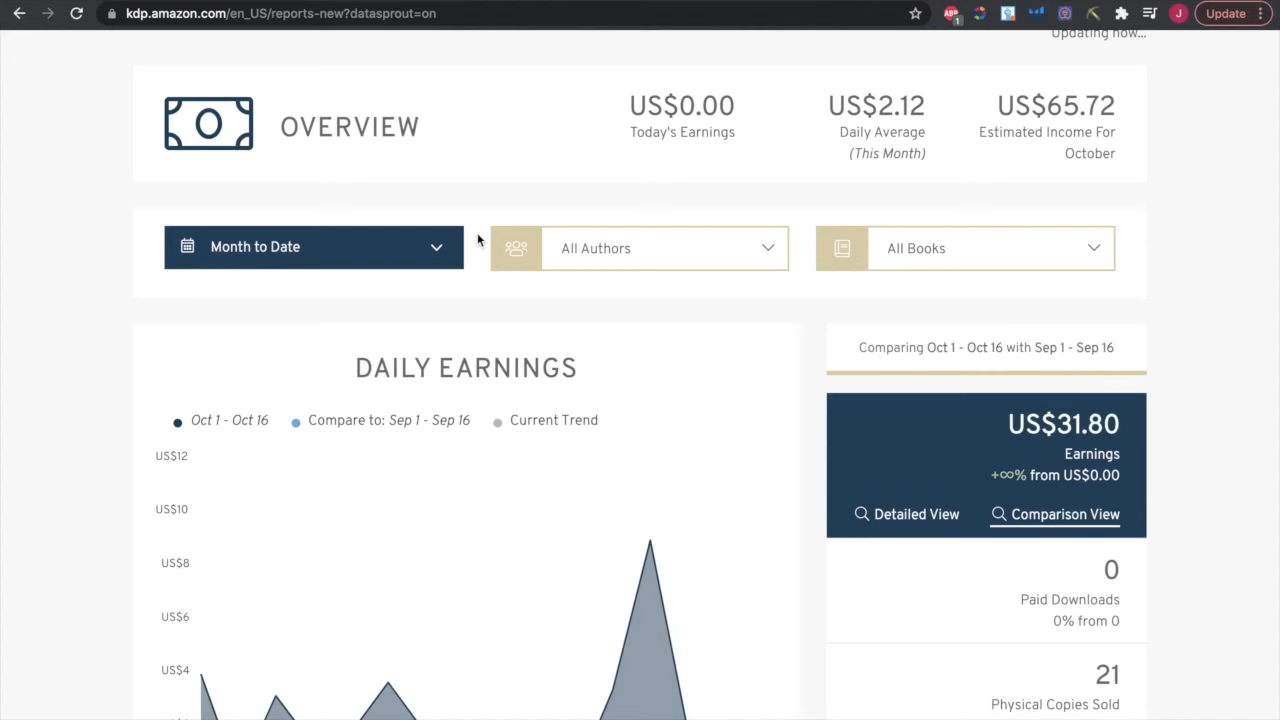 kdp.amazon.com/en_US/reports-new?datasprout=on
ABP
1
J
Update
Updating now...
OVERVIEW
US$0.00
Today's Earnings
US$2.12
Daily Average
(This Month)
US$65.72
Estimated Income For
October
Month to Date
All Authors
All Books
DAILY EARNINGS
Oct 1 - Oct 16
Compare to: Sep 1 - Sep 16
Current Trend
US$12
US$10
US$8
US$6
US$4
Comparing Oct 1 - Oct 16 with Sep 1 - Sep 16
US$31.80
Earnings
+∞% from US$0.00
Detailed View
Comparison View
0
Paid Downloads
0% from 0
21
Physical Copies Sold